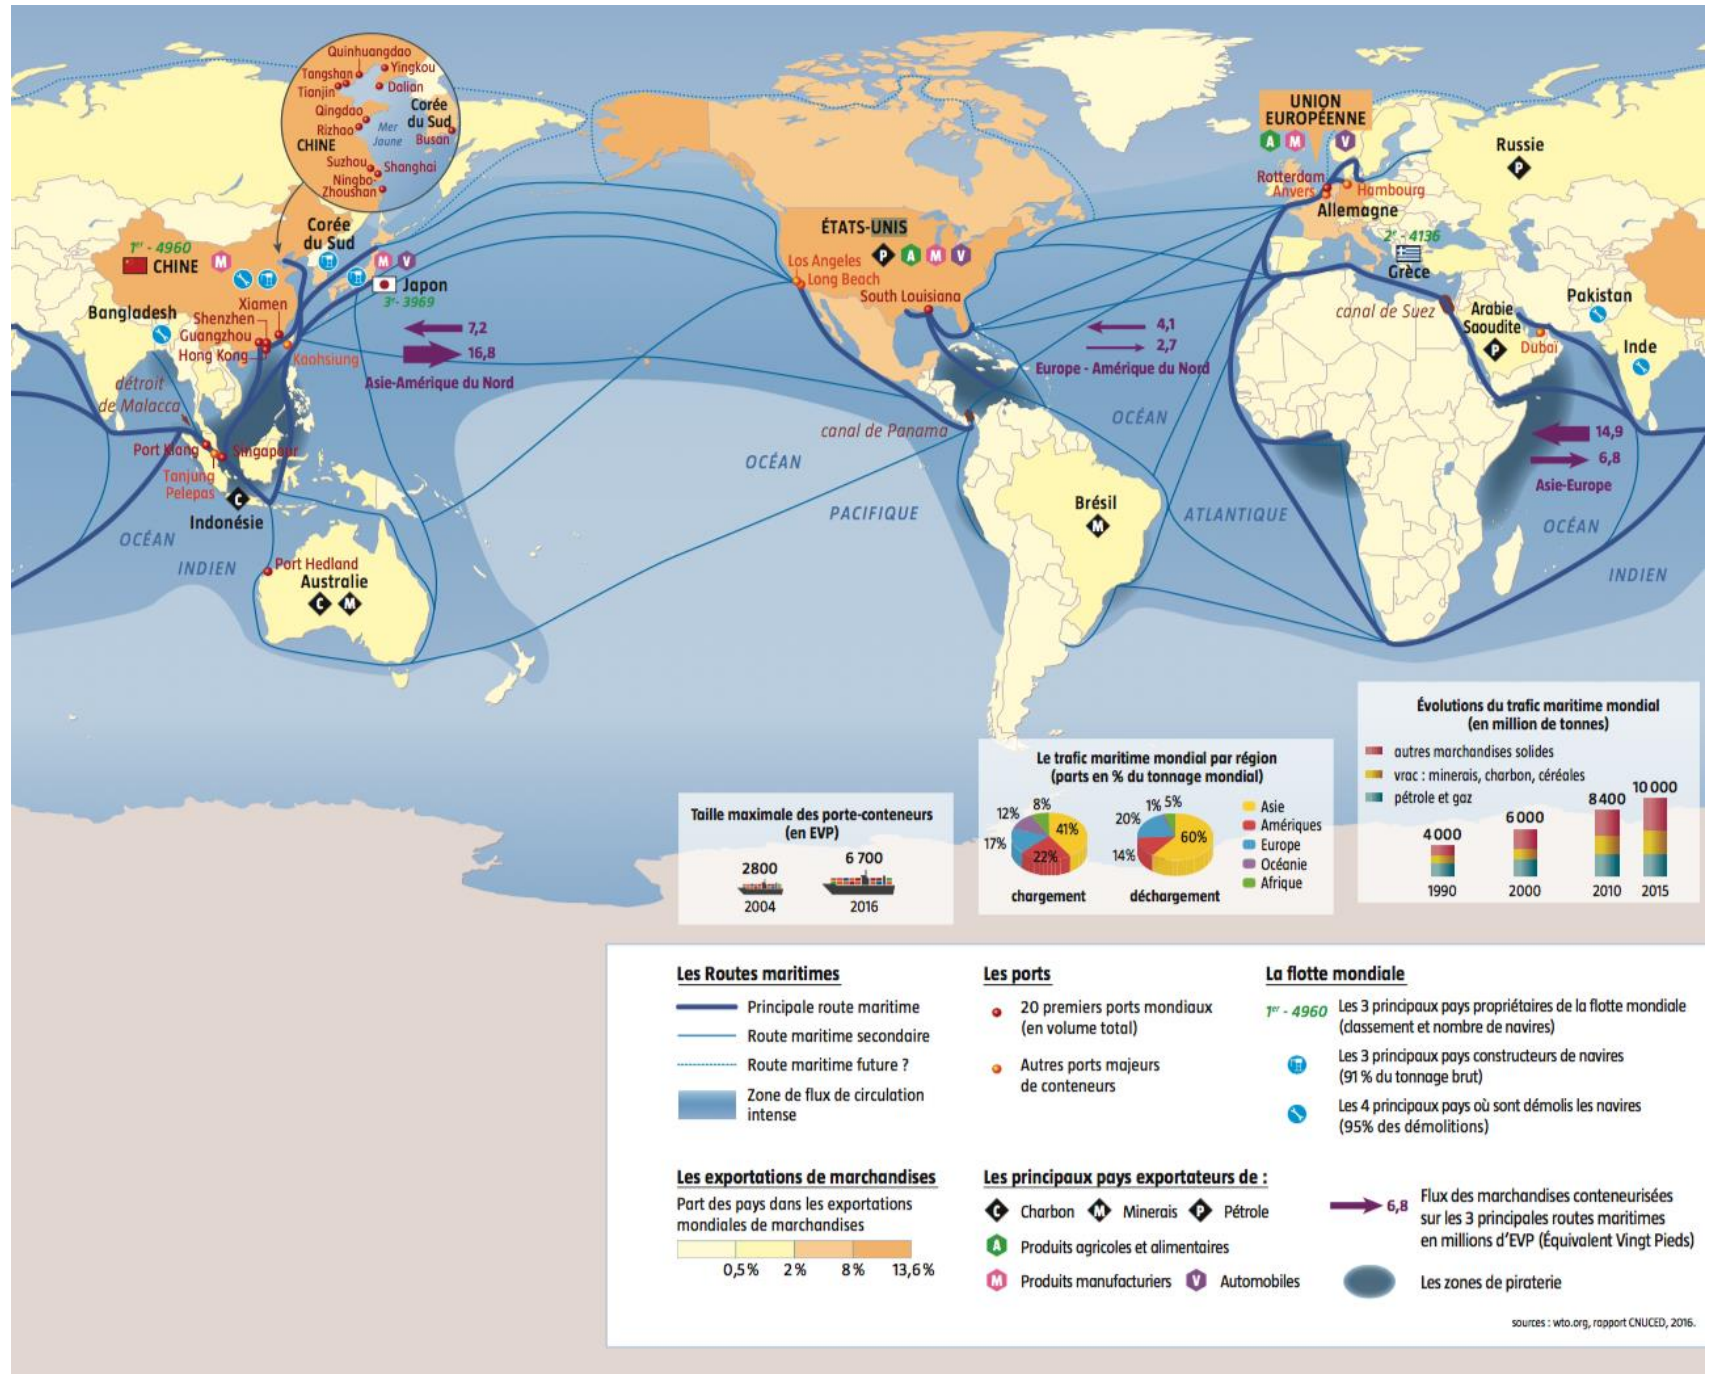 Quinhuangdao
Yingkou
Tangshan
Tianjin
Dalian
Corée
du Sud
Qingdao
Rizhao
Mer
Jaune
Busan
CHINE
Suzhou
Shanghai
Ningbo-
Zhoushan
1er - 4960
CHINE
M
Corée
du Sud
M V
Japon
3e- 3969
Bangladesh
Xiamen
Shenzhen
Guangzhou
Hong Kong
Kaohsiung
7,2
16,8
Asie-Amérique du Nord
détroit
de Malacca
Port Klang
Singapour
Tanjung
Pelepas
C
Indonésie
OCÉAN
INDIEN
Port Hedland
Australie
C M
ÉTATS-UNIS
P A M V
Los Angeles
Long Beach
South Louisiana
canal de Panama
OCÉAN
PACIFIQUE
4,1
2,7
Europe - Amérique du Nord
OCÉAN
ATLANTIQUE
Brésil
M
UNION
EUROPÉENNE
A M V
Rotterdam
Anvers
Hambourg
Allemagne
2e - 4136
Grèce
Russie
P
canal de Suez
Arabie
Saoudite
P
Dubaï
Pakistan
Inde
14,9
6,8
Asie-Europe
OCÉAN
INDIEN
Taille maximale des porte-conteneurs
(en EVP)
2800
6 700
2004
2016
Le trafic maritime mondial par région
(parts en % du tonnage mondial)
8%
12%
41%
17%
22%
chargement
1% 5%
20%
60%
14%
déchargement
Asie
Amériques
Europe
Océanie
Afrique
Évolutions du trafic maritime mondial
(en million de tonnes)
autres marchandises solides
vrac : minerais, charbon, céréales
pétrole et gaz
4 000
6 000
8 400
10 000
1990
2000
2010
2015
Les Routes maritimes
Principale route maritime
Route maritime secondaire
Route maritime future ?
Zone de flux de circulation
intense
Les ports
20 premiers ports mondiaux
(en volume total)
Autres ports majeurs
de conteneurs
La flotte mondiale
1er - 4960
Les 3 principaux pays propriétaires de la flotte mondiale
(classement et nombre de navires)
Les 3 principaux pays constructeurs de navires
(91 % du tonnage brut)
Les 4 principaux pays où sont démolis les navires
(95% des démolitions)
Les exportations de marchandises
Part des pays dans les exportations
mondiales de marchandises
0,5 % 2 % 8 % 13,6 %
Les principaux pays exportateurs de :
C Charbon M Minerais P Pétrole
A Produits agricoles et alimentaires
M Produits manufacturiers V Automobiles
6,8
Flux des marchandises conteneurisées
sur les 3 principales routes maritimes
en millions d'EVP (Équivalent Vingt Pieds)
Les zones de piraterie
sources : wto.org, rapport CNUCED, 2016.